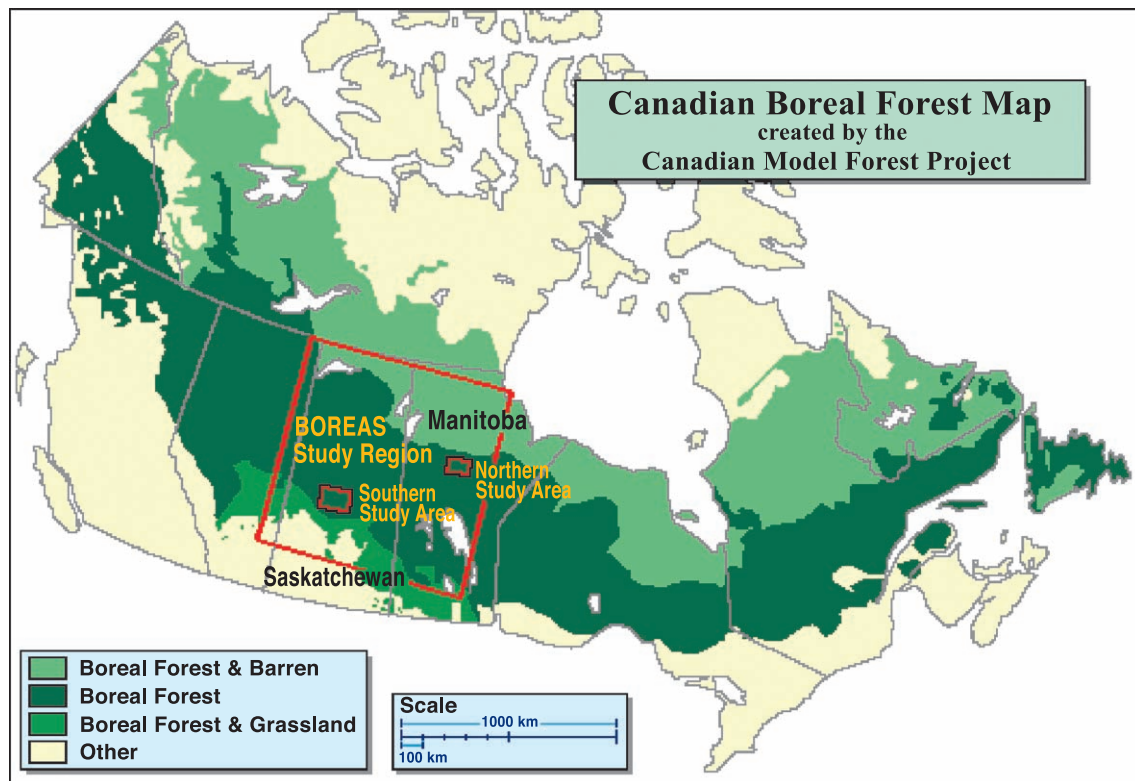 Canadian Boreal Forest Map
created by the
Canadian Model Forest Project
Manitoba
BOREAS
Study Region
Northern
Study Area
Southern
Study Area
Saskatchewan
Boreal Forest & Barren
Boreal Forest
Boreal Forest & Grassland
Other
Scale
1000 km
100 km